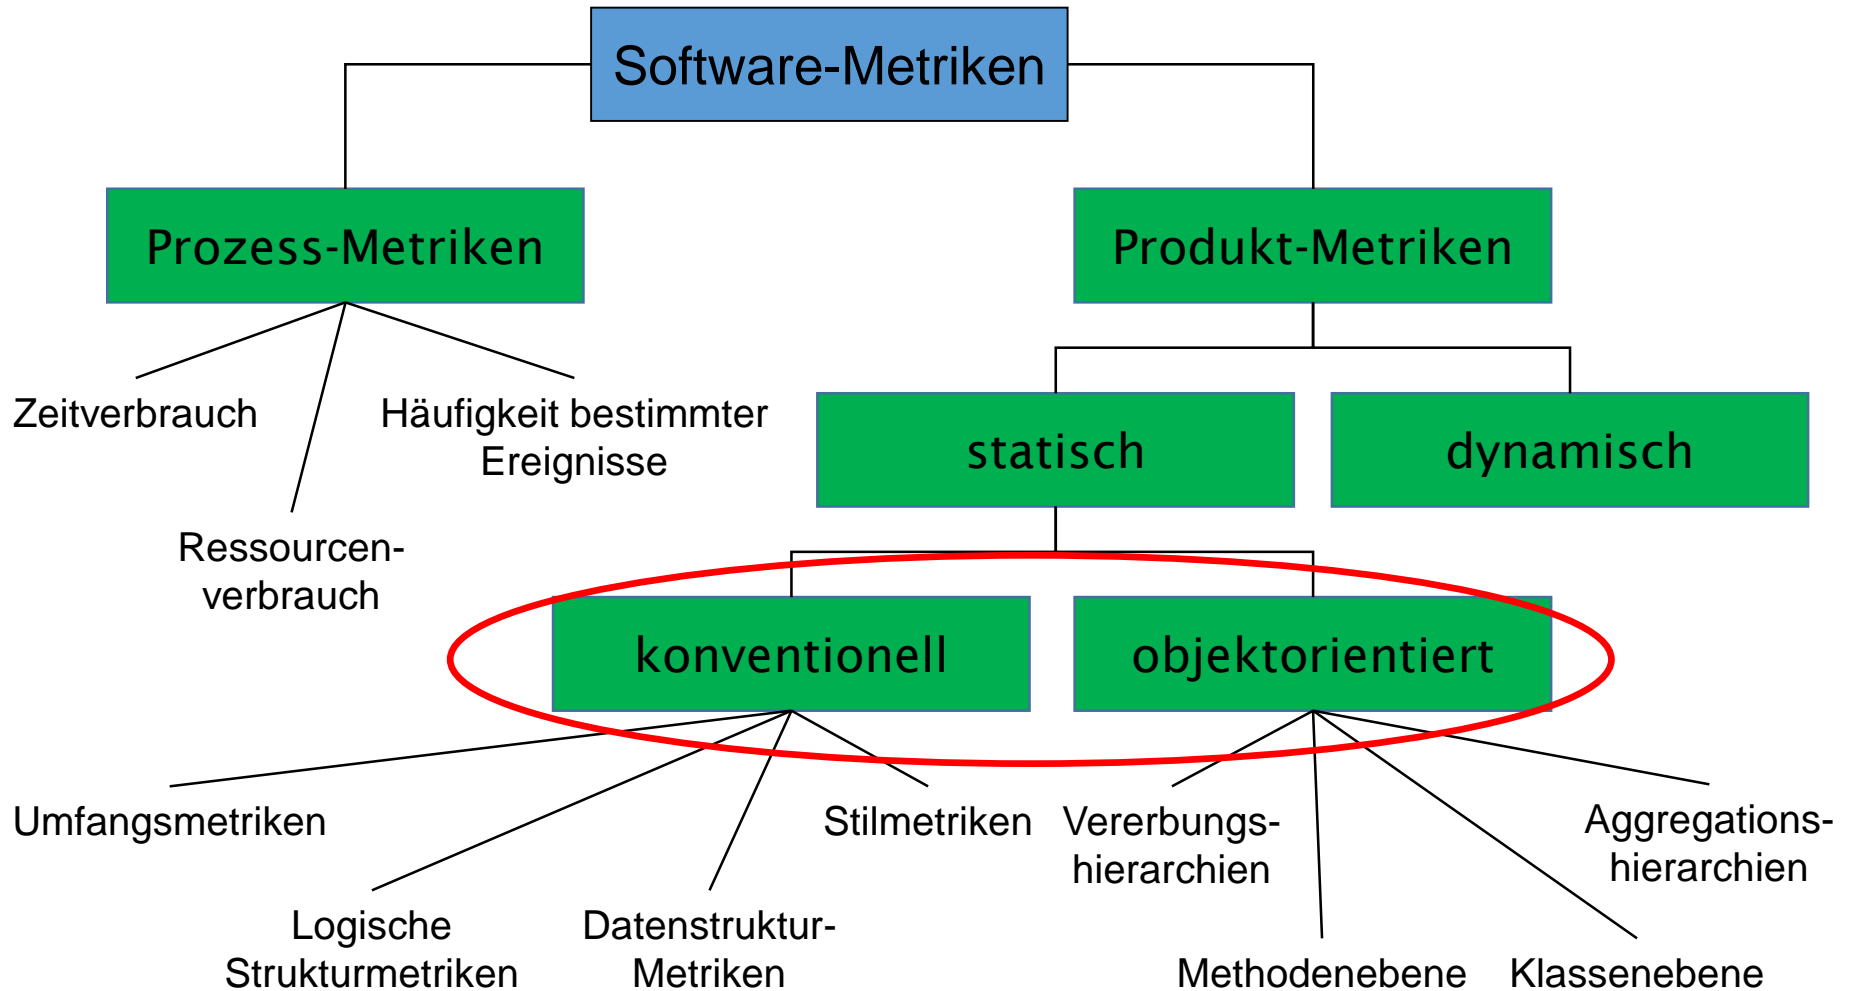 Software-Metriken
Prozess-Metriken
Produkt-Metriken
Zeitverbrauch
Häufigkeit bestimmter
Ereignisse
Ressourcen-
verbrauch
statisch
dynamisch
konventionell
objektorientiert
Umfangsmetriken
Logische
Strukturmetriken
Datenstruktur-
Metriken
Stilmetriken
Vererbungs-
hierarchien
Methodenebene
Klassenebene
Aggregations-
hierarchien